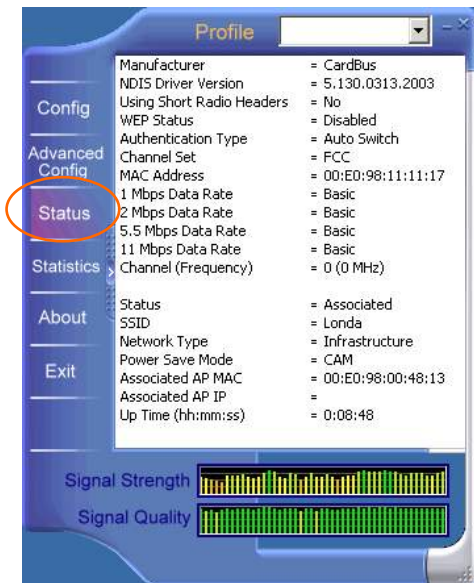 Profile
Config
Advanced
Config
Status
Statistics
About
Exit
Manufacturer = CardBus
NDIS Driver Version = 5.130.0313.2003
Using Short Radio Headers = No
WEP Status = Disabled
Authentication Type = Auto Switch
Channel Set = FCC
MAC Address = 00:E0:98:11:11:17
1 Mbps Data Rate = Basic
2 Mbps Data Rate = Basic
5.5 Mbps Data Rate = Basic
11 Mbps Data Rate = Basic
Channel (Frequency) = 0 (0 MHz)
Status = Associated
SSID = Londa
Network Type = Infrastructure
Power Save Mode = CAM
Associated AP MAC = 00:E0:98:00:48:13
Associated AP IP =
Up Time (hh:mm:ss) = 0:08:48
Signal Strength
Signal Quality